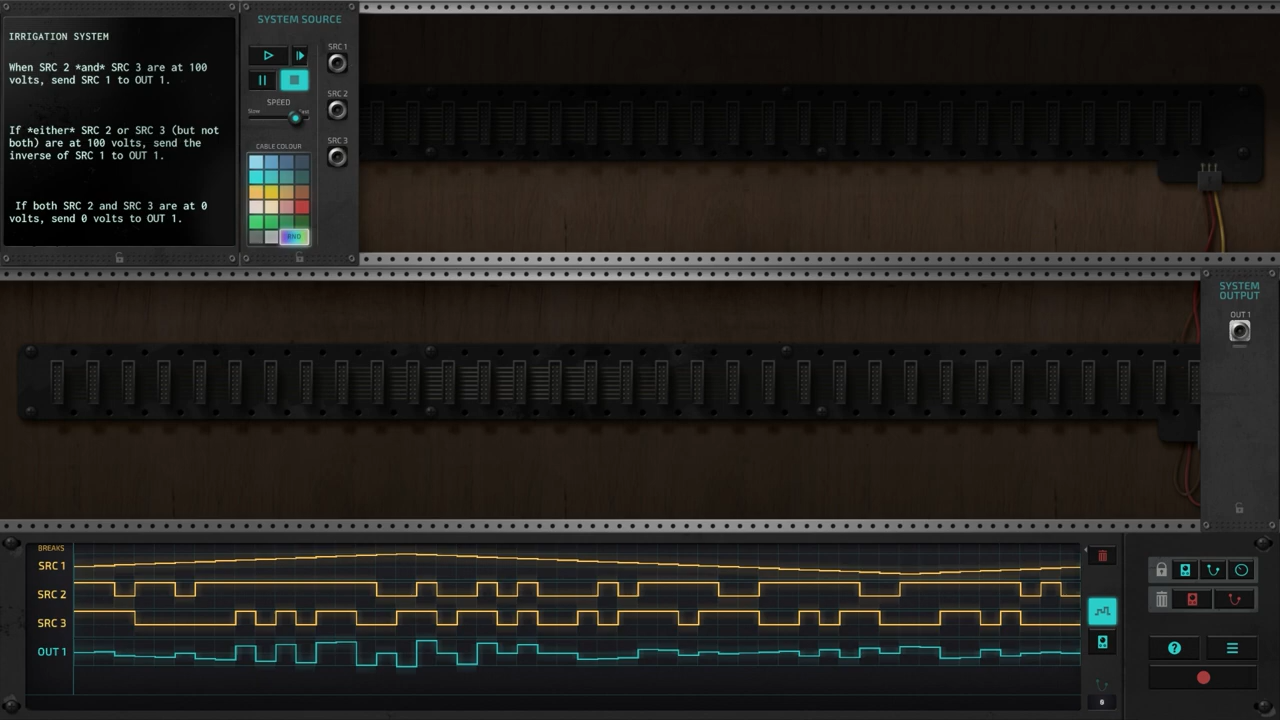 IRRIGATION SYSTEM
When SRC 2 *and* SRC 3 are at 100
volts, send SRC 1 to OUT 1.
If *either* SRC 2 or SRC 3 (but not
both) are at 100 volts, send the
inverse of SRC 1 to OUT 1.
If both SRC 2 and SRC 3 are at 0
volts, send 0 volts to OUT 1.
SYSTEM SOURCE
SRC 1
SPEED
Slow
Fast
SRC 2
CABLE COLOUR
SRC 3
RND
SYSTEM
OUTPUT
OUT 1
BREAKS
SRC 1
SRC 2
SRC 3
OUT 1
?
0